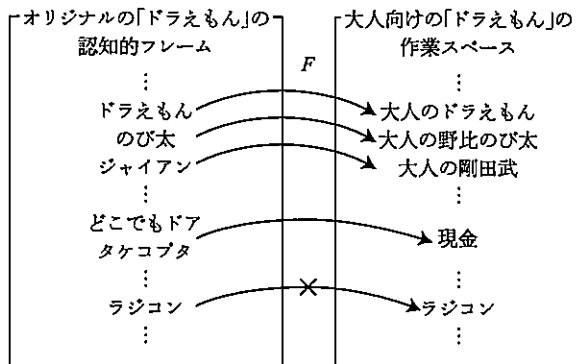 オリジナルの「ドラえもん」の
認知的フレーム
⋮
ドラえもん
のび太
ジャイアン
⋮
どこでもドア
タケコプタ
⋮
ラジコン
⋮
F
大人向けの「ドラえもん」の
作業スペース
⋮
大人のドラえもん
大人の野比のび太
大人の剛田武
⋮
現金
⋮
ラジコン
⋮